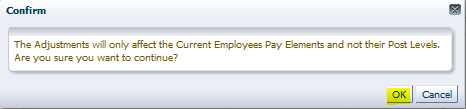 Confirm
The Adjustments will only affect the Current Employees Pay Elements and not their Post Levels.
Are you sure you want to continue?
OK Cancel